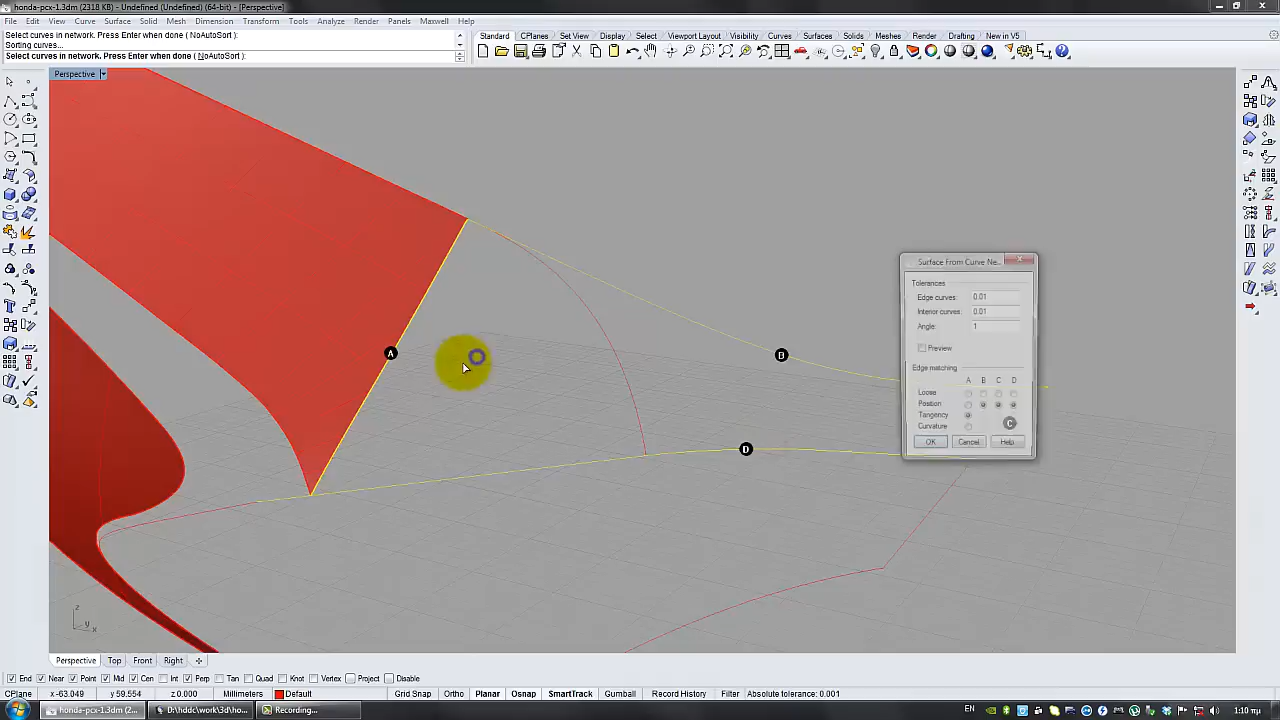 honda-pcx-1.3dm (2318 KB) - Undefined (Undefined) (64-bit) - [Perspective]
File Edit View Curve Surface Solid Mesh Dimension Transform Tools Analyze Render Panels Maxwell Help
Select curves in network. Press Enter when done ( NoAutoSort ):
Sorting curves...
Select curves in network. Press Enter when done ( NoAutoSort ):
Standard CPlanes Set View Display Select Viewport Layout Visibility Curves Surfaces Solids Meshes Render Drafting New in V5
Perspective
Surface From Curve Ne...
Tolerances
Edge curves: 0.01
Interior curves: 0.01
Angle: 1
Preview
Edge matching
A B C D
Loose
Position
Tangency
Curvature
OK Cancel Help
A
B
C
D
z
y
x
Perspective Top Front Right
End Near Point Mid Cen Int Perp Tan Quad Knot Vertex Project Disable
CPlane x -63.049 y 59.554 z 0.000 Millimeters Default Grid Snap Ortho Planar Osnap SmartTrack Gumball Record History Filter Absolute tolerance: 0.001
honda-pcx-1.3dm (2... D:\hddc\work\3d\ho... Recording... EN 1:10 πμ